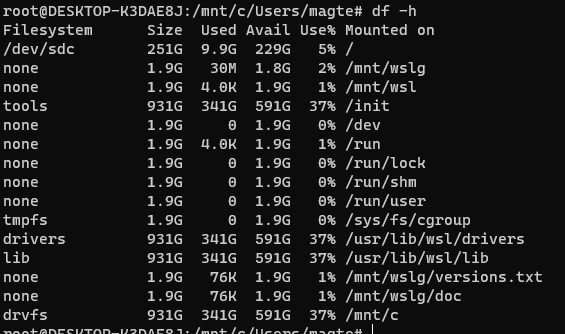 root@DESKTOP-K3DAE8J:/mnt/c/Users/magte# df -h
Filesystem      Size  Used Avail Use% Mounted on
/dev/sdc        251G  9.9G  229G   5% /
none            1.9G   30M  1.8G   2% /mnt/wslg
none            1.9G  4.0K  1.9G   1% /mnt/wsl
tools           931G  341G  591G  37% /init
none            1.9G     0  1.9G   0% /dev
none            1.9G  4.0K  1.9G   1% /run
none            1.9G     0  1.9G   0% /run/lock
none            1.9G     0  1.9G   0% /run/shm
none            1.9G     0  1.9G   0% /run/user
tmpfs           1.9G     0  1.9G   0% /sys/fs/cgroup
drivers         931G  341G  591G  37% /usr/lib/wsl/drivers
lib             931G  341G  591G  37% /usr/lib/wsl/lib
none            1.9G   76K  1.9G   1% /mnt/wslg/versions.txt
none            1.9G   76K  1.9G   1% /mnt/wslg/doc
drvfs           931G  341G  591G  37% /mnt/c
root@DESKTOP-K3DAE8J:/mnt/c/Users/magte#